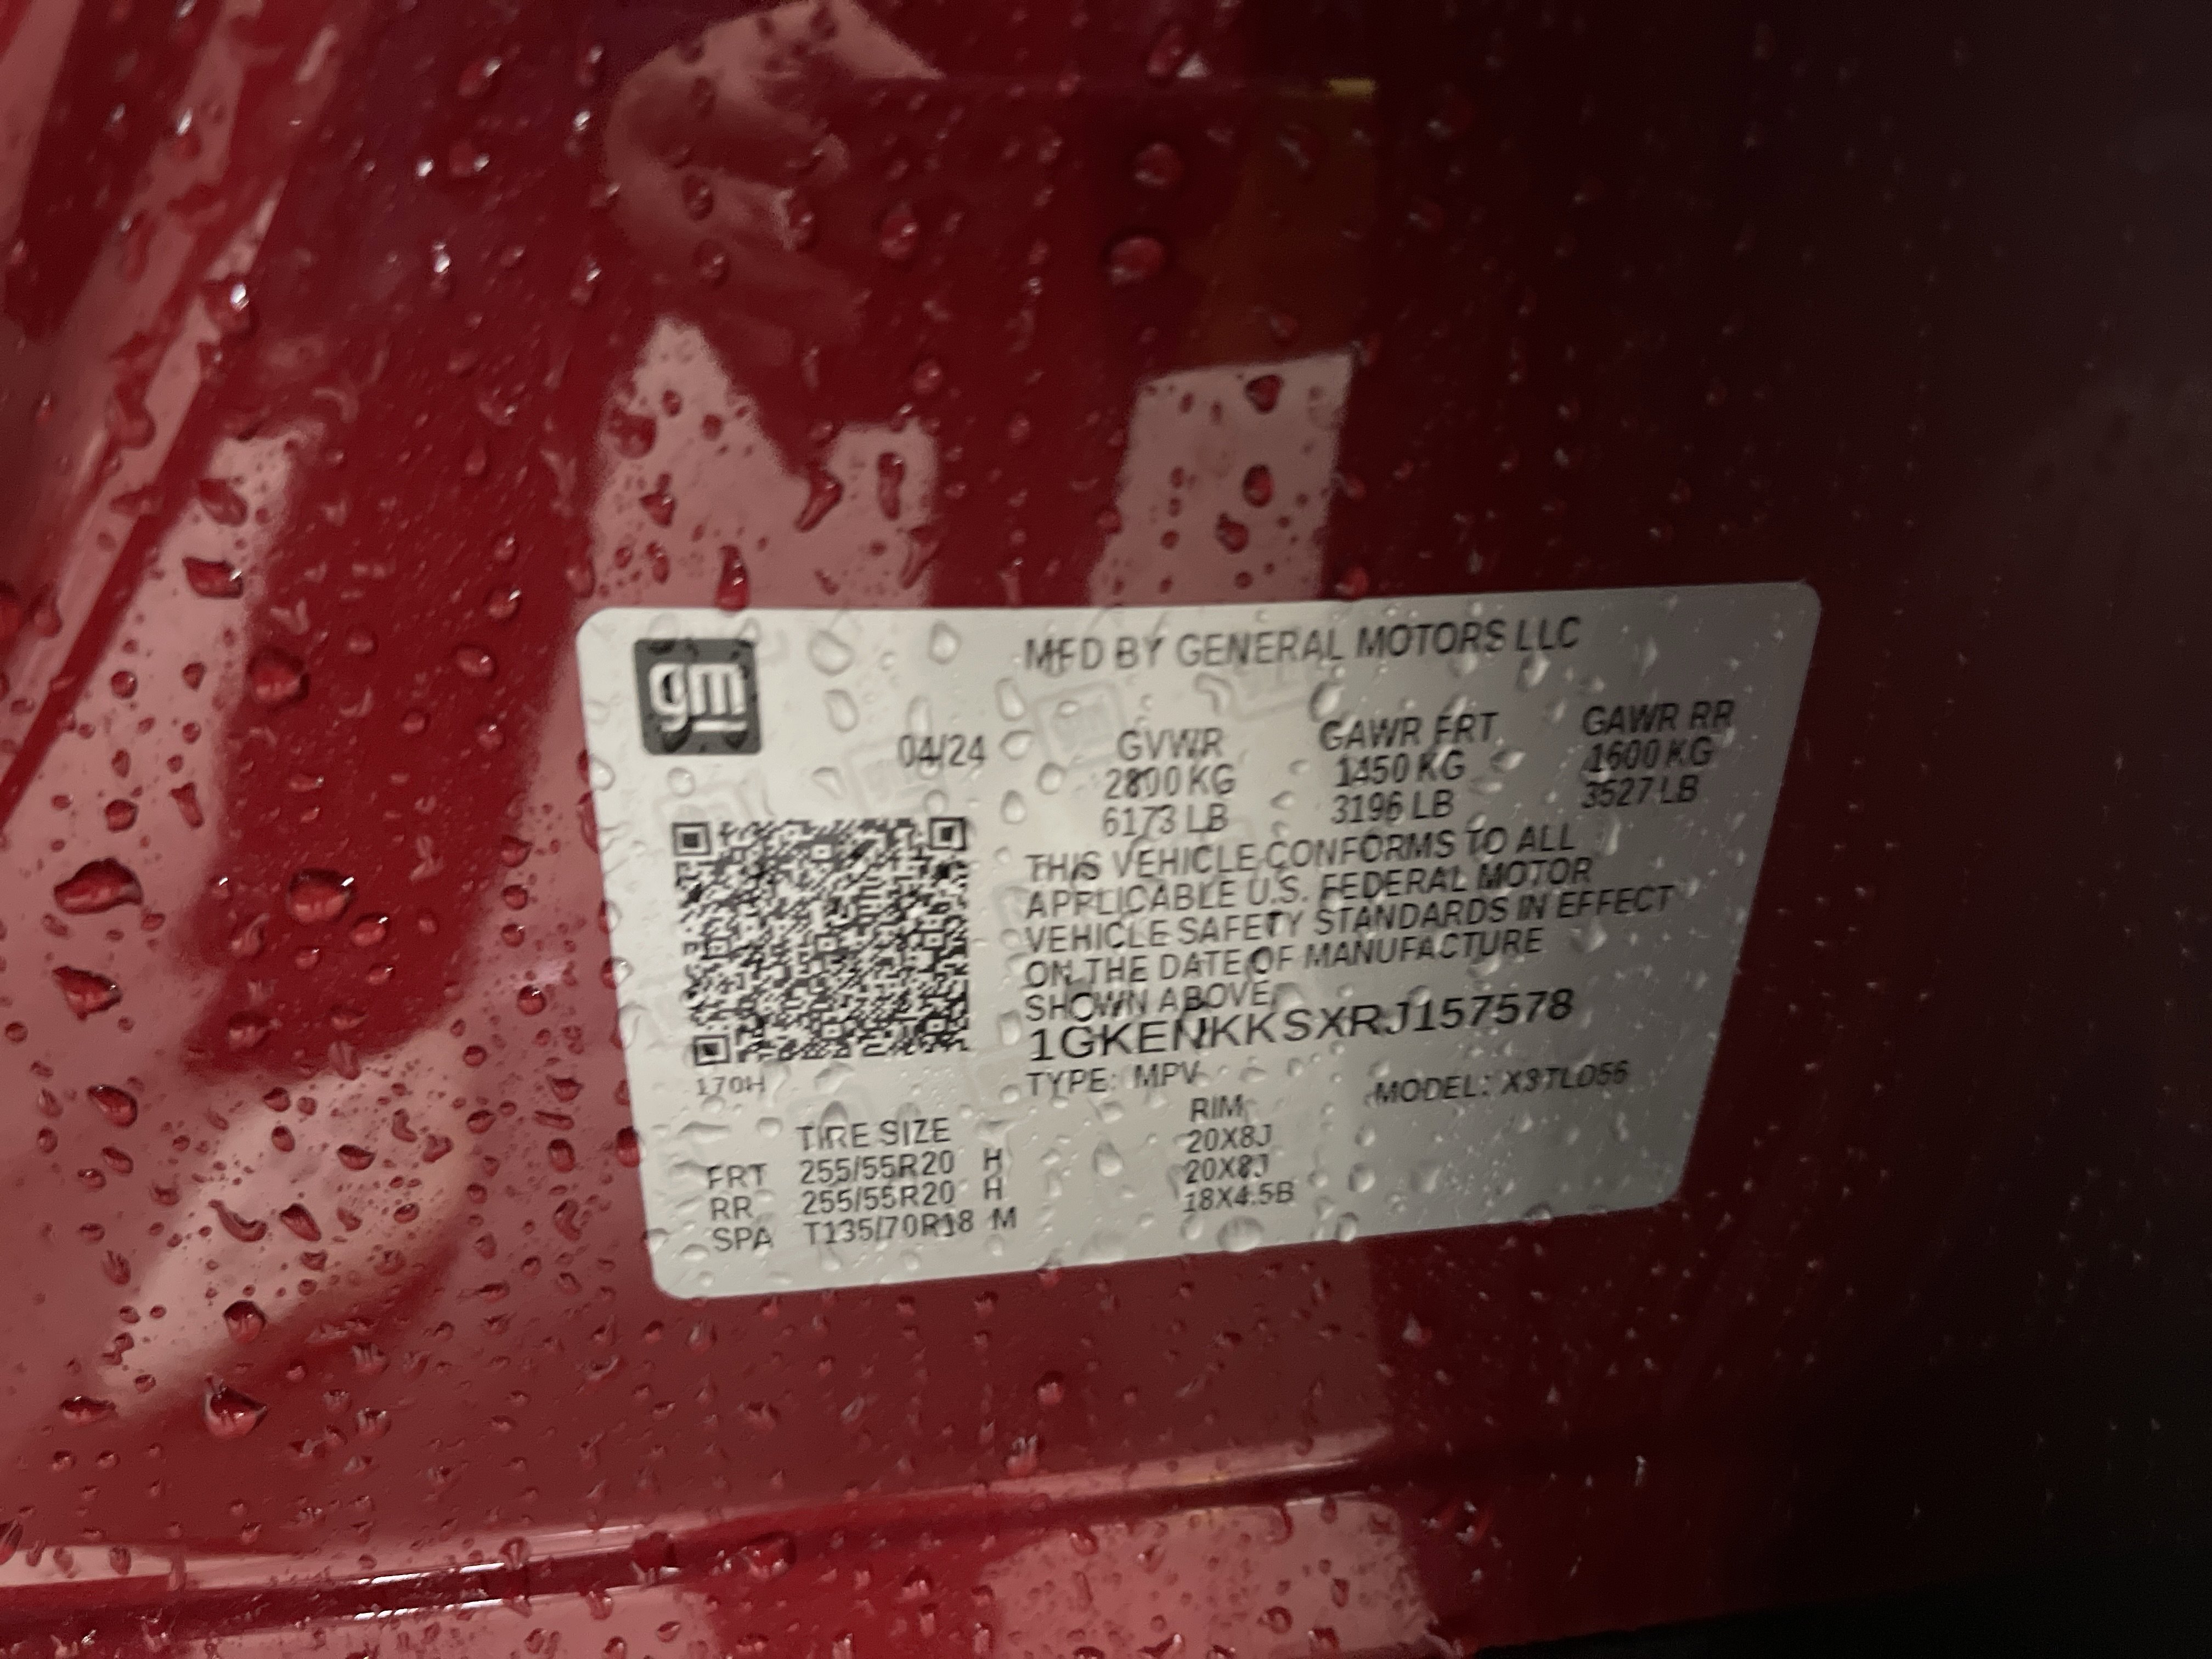 gm
MFD BY GENERAL MOTORS LLC
04/24 GVWR GAWR FRT GAWR RR
2800 KG 1450 KG 1600 KG
6173 LB 3196 LB 3527 LB
THIS VEHICLE CONFORMS TO ALL
APPLICABLE U.S. FEDERAL MOTOR
VEHICLE SAFETY STANDARDS IN EFFECT
ON THE DATE OF MANUFACTURE
SHOWN ABOVE.
1GKENKKSXRJ157578
170H
TYPE: MPV MODEL: X3TL056
TIRE SIZE RIM
FRT 255/55R20 H 20X8J
RR 255/55R20 H 20X8J
SPA T135/70R18 M 18X4.5B